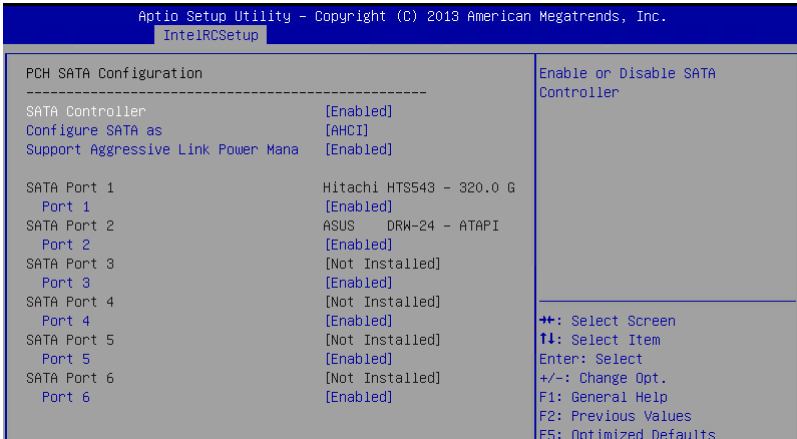 Aptio Setup Utility – Copyright (C) 2013 American Megatrends, Inc.
IntelRCSetup
PCH SATA Configuration
--------------------------------------------------
SATA Controller [Enabled]
Configure SATA as [AHCI]
Support Aggressive Link Power Mana [Enabled]
SATA Port 1 Hitachi HTS543 - 320.0 G
Port 1 [Enabled]
SATA Port 2 ASUS DRW-24 - ATAPI
Port 2 [Enabled]
SATA Port 3 [Not Installed]
Port 3 [Enabled]
SATA Port 4 [Not Installed]
Port 4 [Enabled]
SATA Port 5 [Not Installed]
Port 5 [Enabled]
SATA Port 6 [Not Installed]
Port 6 [Enabled]
Enable or Disable SATA
Controller
→←: Select Screen
↑↓: Select Item
Enter: Select
+/-: Change Opt.
F1: General Help
F2: Previous Values
F5: Optimized Defaults